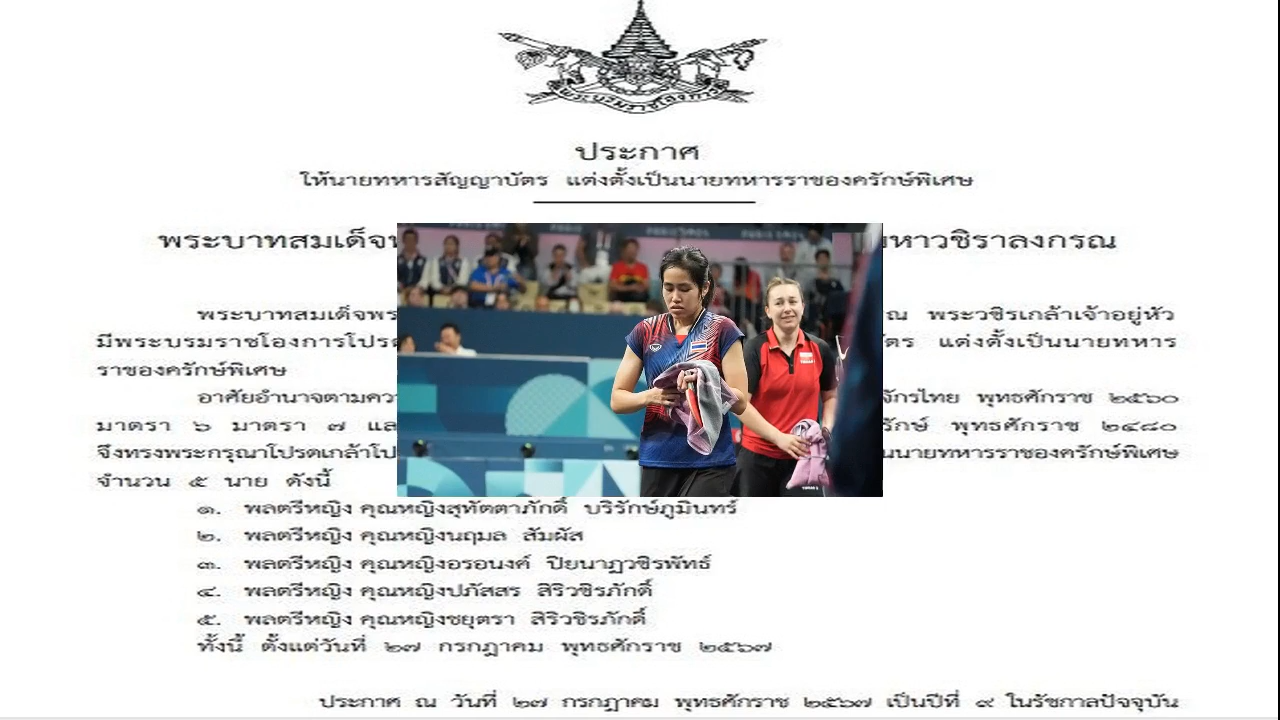 พระบรมราชโองการ
ประกาศ
ให้นายทหารสัญญาบัตร แต่งตั้งเป็นนายทหารราชองครักษ์พิเศษ
พระบาทสมเด็จ มหาวชิราลงกรณ
พระบาทสมเด็จพระ ณ พระวชิรเกล้าเจ้าอยู่หัว
มีพระบรมราชโองการโปรด แต่งตั้งเป็นนายทหาร
ราชองครักษ์พิเศษ
อาศัยอำนาจตาม จักรไทย พุทธศักราช ๒๕๖๐
มาตรา ๖ มาตรา ๗ พุทธศักราช ๒๔๘๐
จึงทรงพระกรุณาโปรดเกล้า นายทหารราชองครักษ์พิเศษ
จำนวน ๕ นาย ดังนี้
๑. พลตรีหญิง คุณหญิงสุทัตตาภักดิ์ บริรักษ์ภูมินทร์
๒. พลตรีหญิง คุณหญิงนฤมล สัมผัส
๓. พลตรีหญิง คุณหญิงอรอนงค์ ปิยนาฏวชิรพัทธ์
๔. พลตรีหญิง คุณหญิงปภัสสร สิริวชิรภักดิ์
๕. พลตรีหญิง คุณหญิงชยุตรา สิริวชิรภักดิ์
ทั้งนี้ ตั้งแต่วันที่ ๒๗ กรกฎาคม พุทธศักราช ๒๕๖๗
ประกาศ ณ วันที่ ๒๗ กรกฎาคม พุทธศักราช ๒๕๖๗ เป็นปีที่ ๙ ในรัชกาลปัจจุบัน